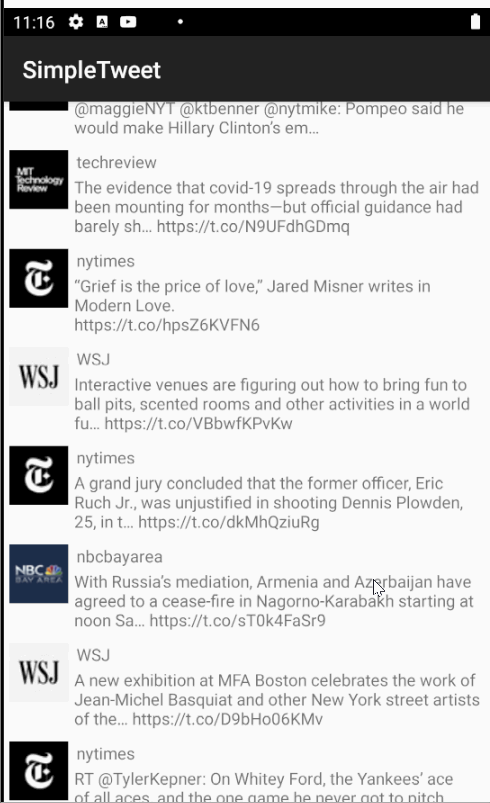 11:16
A
SimpleTweet
@maggieNYT @ktbenner @nytmike: Pompeo said he
would make Hillary Clinton's em…
MIT
Technology
Review
techreview
The evidence that covid-19 spreads through the air had
been mounting for months—but official guidance had
barely sh… https://t.co/N9UFdhGDmq
T
nytimes
“Grief is the price of love,” Jared Misner writes in
Modern Love.
https://t.co/hpsZ6KVFN6
WSJ
WSJ
Interactive venues are figuring out how to bring fun to
ball pits, scented rooms and other activities in a world
fu… https://t.co/VBbwfKPvKw
T
nytimes
A grand jury concluded that the former officer, Eric
Ruch Jr., was unjustified in shooting Dennis Plowden,
25, in t… https://t.co/dkMhQziuRg
NBC
BAY AREA
nbcbayarea
With Russia's mediation, Armenia and Azerbaijan have
agreed to a cease-fire in Nagorno-Karabakh starting at
noon Sa… https://t.co/sT0k4FaSr9
WSJ
WSJ
A new exhibition at MFA Boston celebrates the work of
Jean-Michel Basquiat and other New York street artists
of the… https://t.co/D9bHo06KMv
T
nytimes
RT @TylerKepner: On Whitey Ford, the Yankees’ ace
of all aces, and the one game he never got to pitch